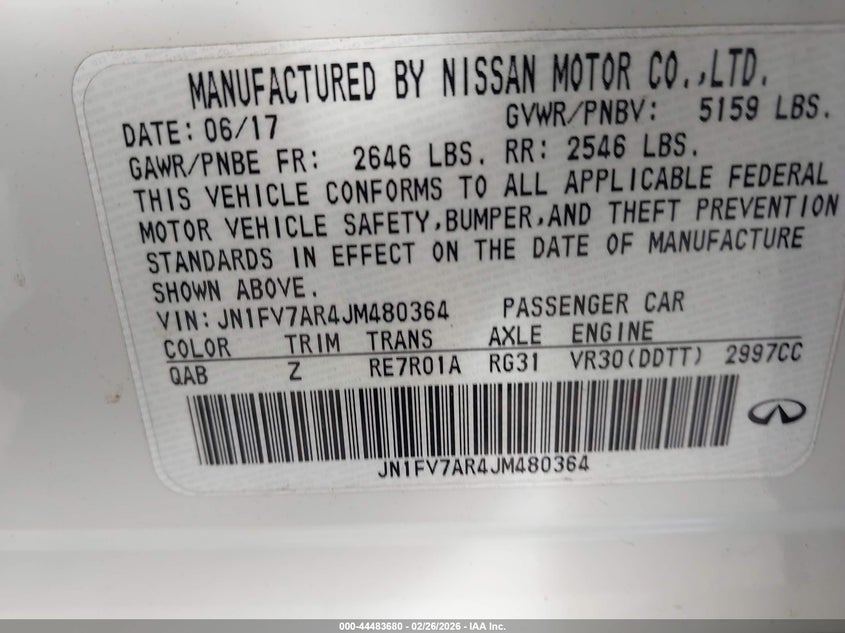 MANUFACTURED BY NISSAN MOTOR CO.,LTD.
DATE: 06/17 GVWR/PNBV: 5159 LBS.
GAWR/PNBE FR: 2646 LBS. RR: 2546 LBS.
THIS VEHICLE CONFORMS TO ALL APPLICABLE FEDERAL
MOTOR VEHICLE SAFETY,BUMPER,AND THEFT PREVENTION
STANDARDS IN EFFECT ON THE DATE OF MANUFACTURE
SHOWN ABOVE.
VIN:JN1FV7AR4JM480364 PASSENGER CAR
COLOR TRIM TRANS AXLE ENGINE
QAB Z RE7R01A RG31 VR30(DDTT) 2997CC
JN1FV7AR4JM480364
000-44483680 - 02/26/2026 - IAA Inc.